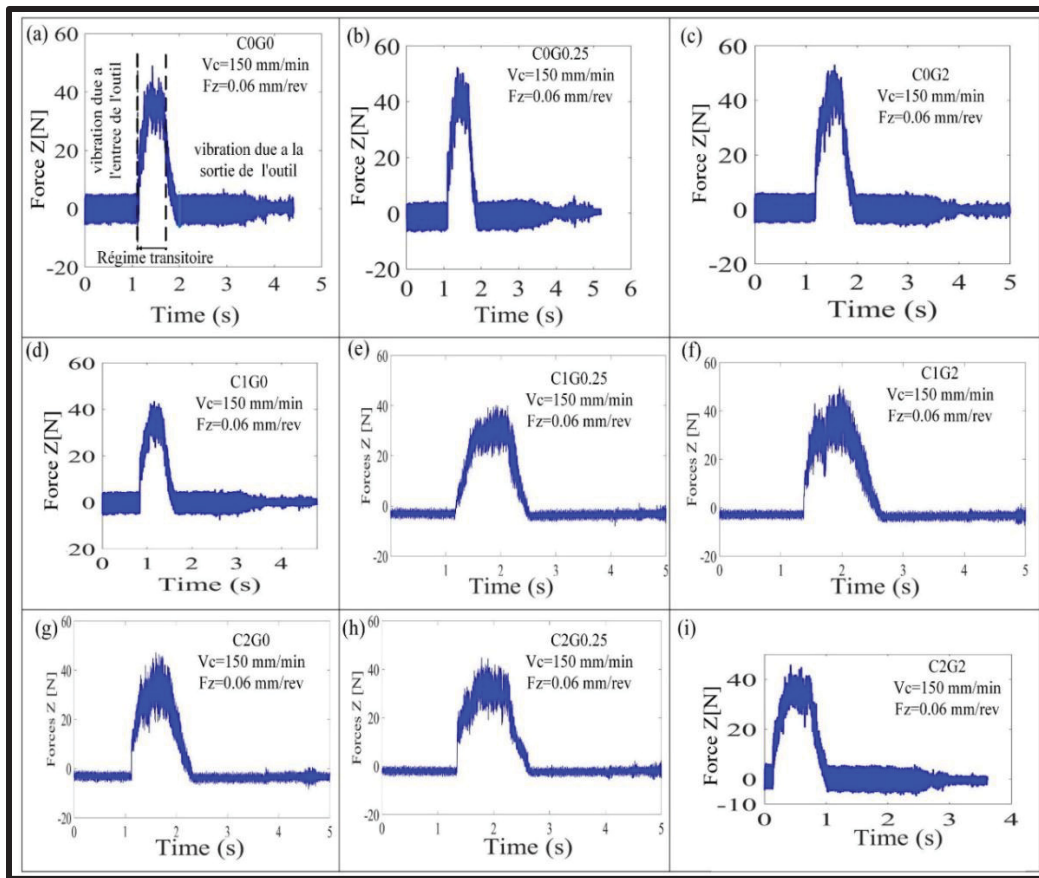 (a)
C0G0
Vc=150 mm/min
Fz=0.06 mm/rev
vibration due a
l'entree de l'outil
vibration due a la
sortie de l'outil
Régime transitoire
Force Z[N]
60
40
20
0
-20
0 1 2 3 4 5
Time (s)
(b)
C0G0.25
Vc=150 mm/min
Fz=0.06 mm/rev
Force Z[N]
60
40
20
0
-20
0 1 2 3 4 5 6
Time (s)
(c)
C0G2
Vc=150 mm/min
Fz=0.06 mm/rev
Force Z[N]
60
40
20
0
-20
0 1 2 3 4 5
Time (s)
(d)
C1G0
Vc=150 mm/min
Fz=0.06 mm/rev
Force Z[N]
60
40
20
0
20
0 1 2 3 4
Time (s)
(e)
C1G0.25
Vc=150 mm/min
Fz=0.06 mm/rev
Forces Z [N]
60
40
20
0
-20
0 1 2 3 4 5
Time (s)
(f)
C1G2
Vc=150 mm/min
Fz=0.06 mm/rev
Forces Z [N]
60
40
20
0
-20
0 1 2 3 4 5
Time (s)
(g)
C2G0
Vc=150 mm/min
Fz=0.06 mm/rev
Forces Z [N]
60
40
20
0
-20
0 1 2 3 4 5
Time (s)
(h)
C2G0.25
Vc=150 mm/min
Fz=0.06 mm/rev
Forces Z [N]
60
40
20
0
-20
0 1 2 3 4 5
Time (s)
(i)
C2G2
Vc=150 mm/min
Fz=0.06 mm/rev
Force Z[N]
40
20
0
-10
0 1 2 3 4
Time (s)